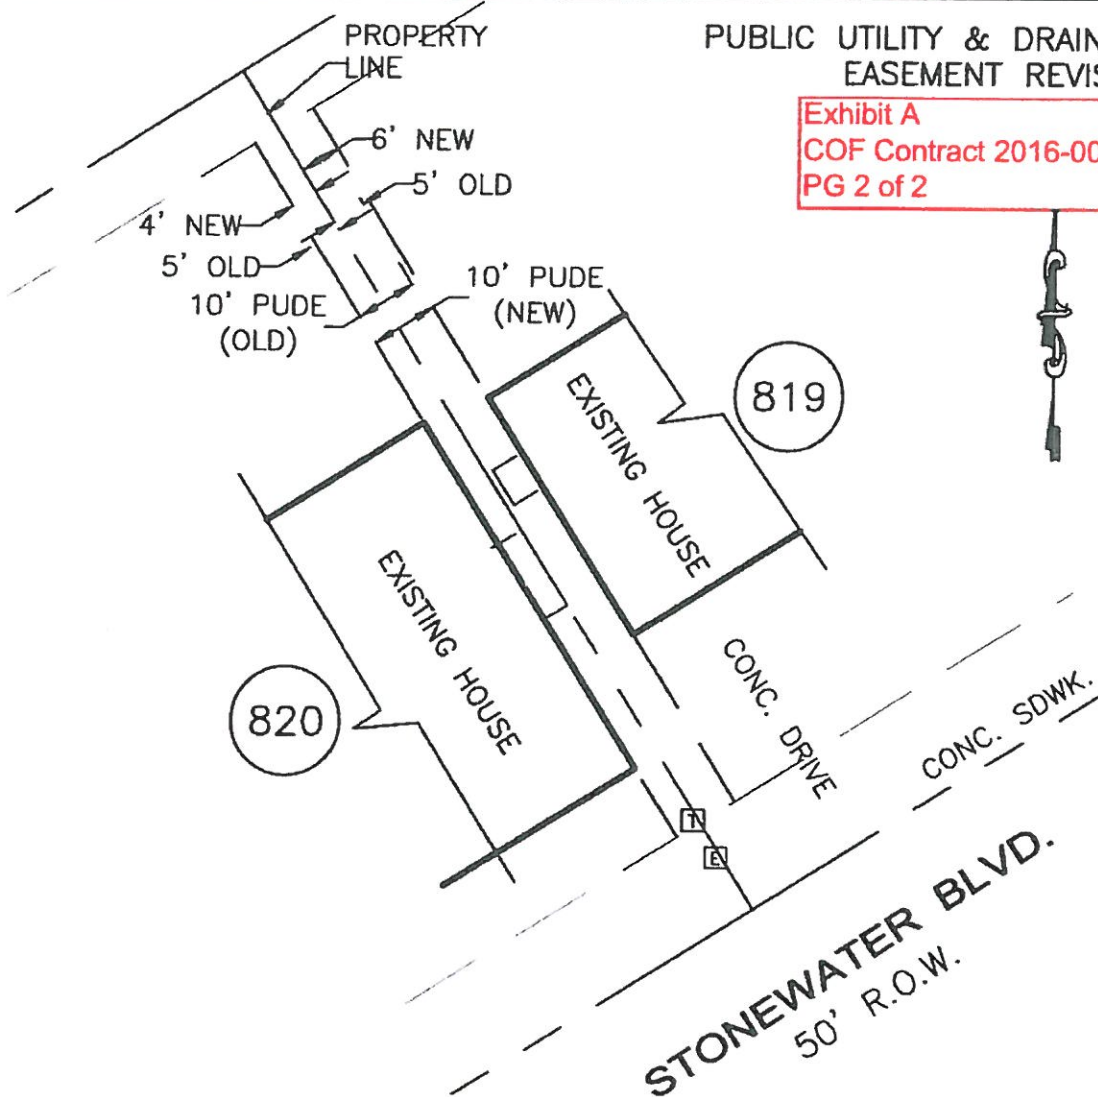 PROPERTY
LINE
PUBLIC UTILITY & DRAIN
EASEMENT REVIS
Exhibit A
COF Contract 2016-00
PG 2 of 2
6' NEW
5' OLD
4' NEW
5' OLD
10' PUDE
(OLD)
10' PUDE
(NEW)
819
EXISTING HOUSE
820
EXISTING HOUSE
CONC. DRIVE
CONC. SDWK.
T
E
STONEWATER BLVD.
50' R.O.W.